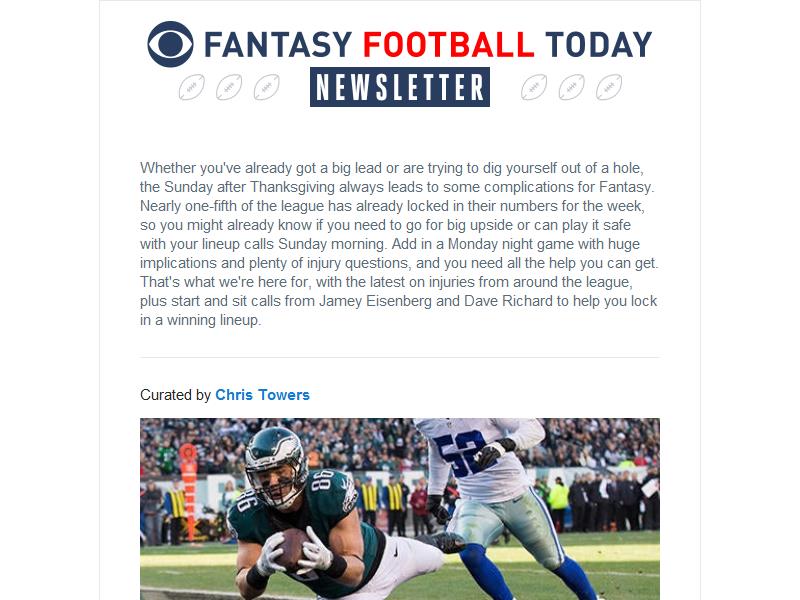 FANTASY FOOTBALL TODAY
NEWSLETTER
Whether you've already got a big lead or are trying to dig yourself out of a hole,
the Sunday after Thanksgiving always leads to some complications for Fantasy.
Nearly one-fifth of the league has already locked in their numbers for the week,
so you might already know if you need to go for big upside or can play it safe
with your lineup calls Sunday morning. Add in a Monday night game with huge
implications and plenty of injury questions, and you need all the help you can get.
That's what we're here for, with the latest on injuries from around the league,
plus start and sit calls from Jamey Eisenberg and Dave Richard to help you lock
in a winning lineup.
Curated by Chris Towers
52
86
86